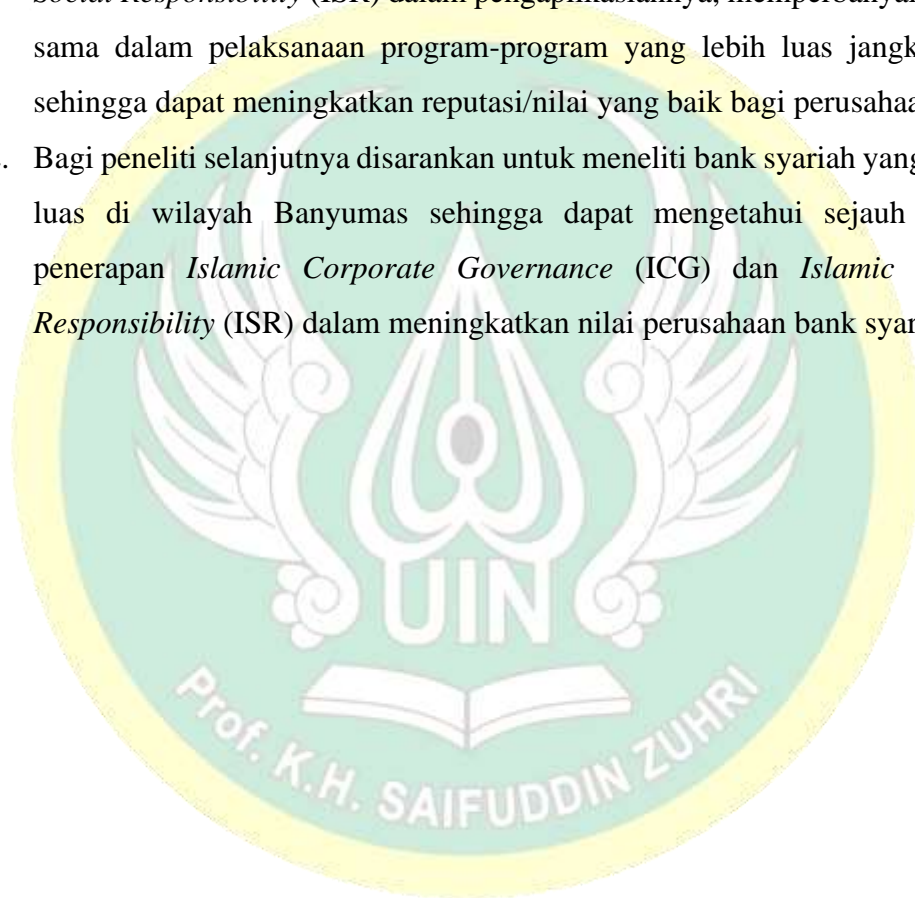 Social Responsibility (ISR) dalam pengaplikasiannya, memperbanya
sama dalam pelaksanaan program-program yang lebih luas jangk
sehingga dapat meningkatkan reputasi/nilai yang baik bagi perusahaa
. Bagi peneliti selanjutnya disarankan untuk meneliti bank syariah yang
luas di wilayah Banyumas sehingga dapat mengetahui sejauh
penerapan Islamic Corporate Governance (ICG) dan Islamic
Responsibility (ISR) dalam meningkatkan nilai perusahaan bank syar
UIN
Prof. K.H. SAIFUDDIN ZUHRI